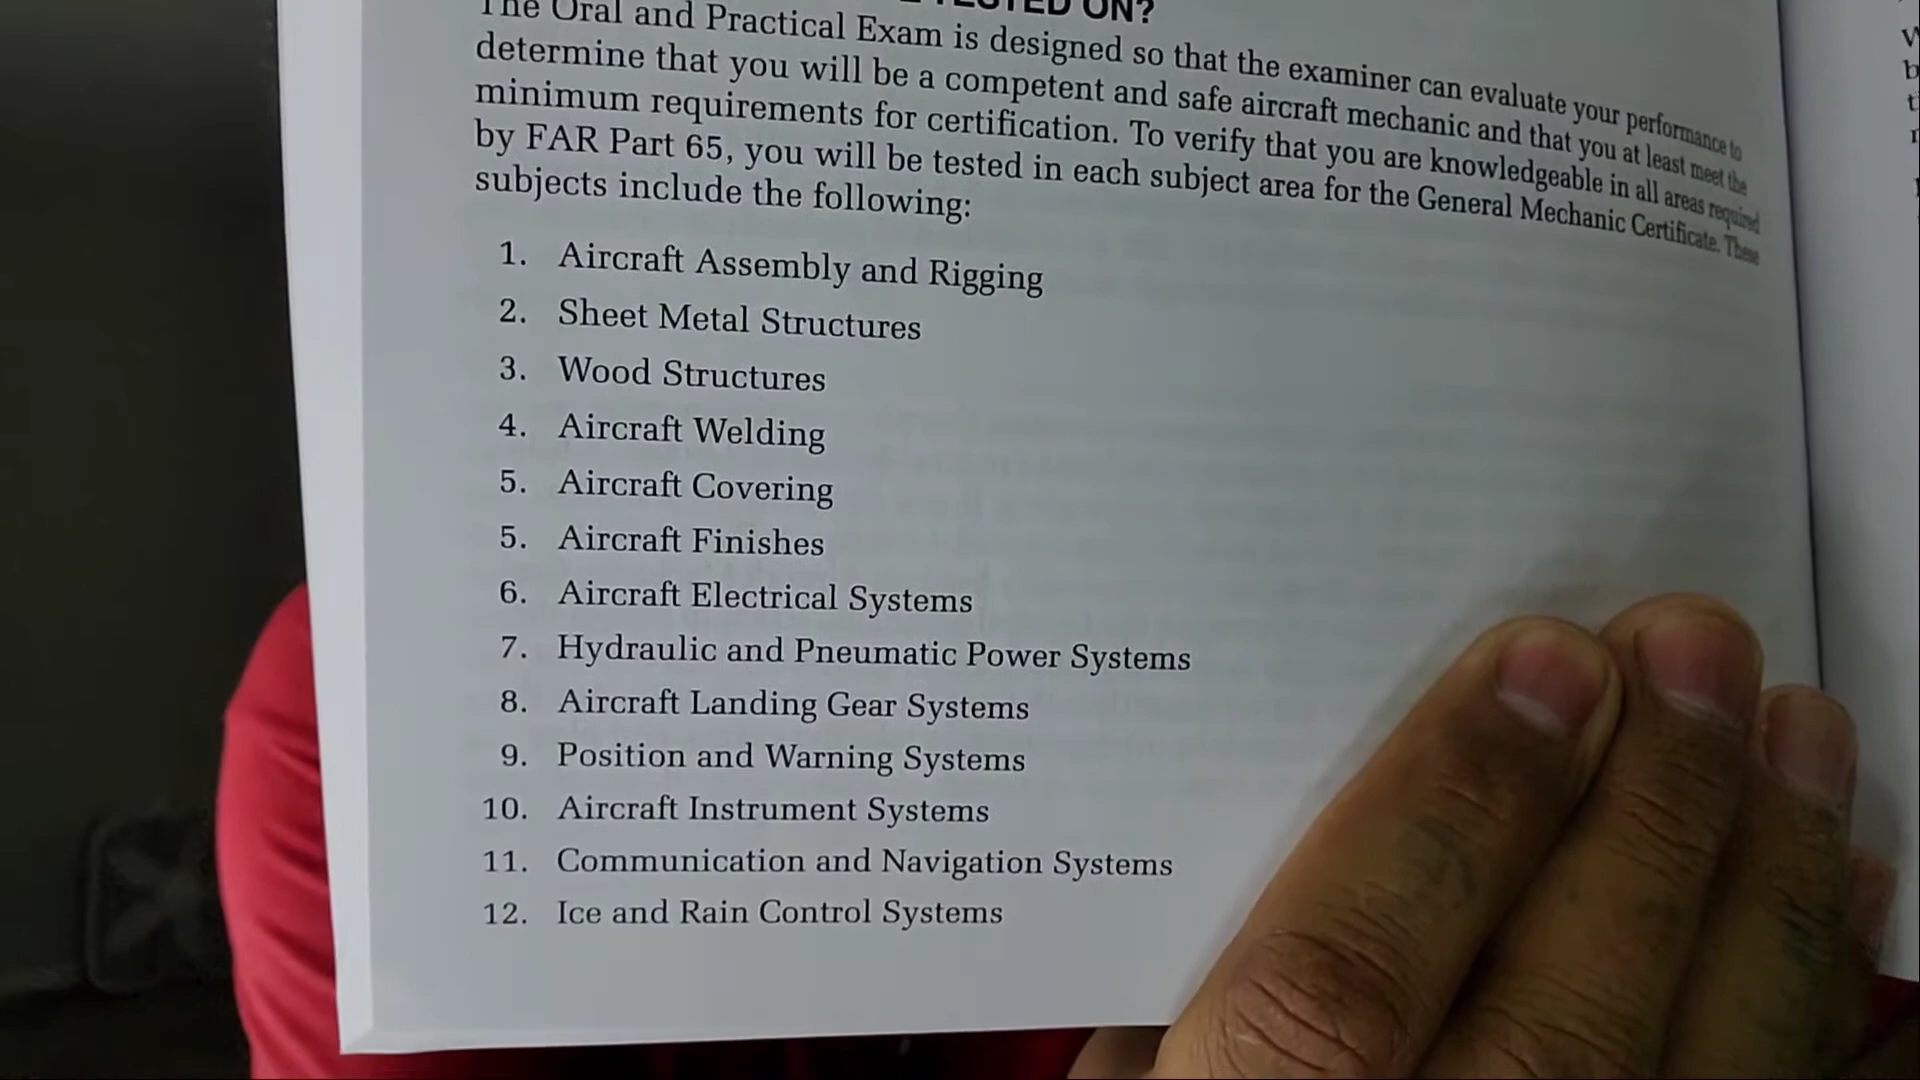 TESTED ON?
The Oral and Practical Exam is designed so that the examiner can evaluate your performance to
determine that you will be a competent and safe aircraft mechanic and that you at least meet the
minimum requirements for certification. To verify that you are knowledgeable in all areas required
by FAR Part 65, you will be tested in each subject area for the General Mechanic Certificate. These
subjects include the following:
1. Aircraft Assembly and Rigging
2. Sheet Metal Structures
3. Wood Structures
4. Aircraft Welding
5. Aircraft Covering
5. Aircraft Finishes
6. Aircraft Electrical Systems
7. Hydraulic and Pneumatic Power Systems
8. Aircraft Landing Gear Systems
9. Position and Warning Systems
10. Aircraft Instrument Systems
11. Communication and Navigation Systems
12. Ice and Rain Control Systems